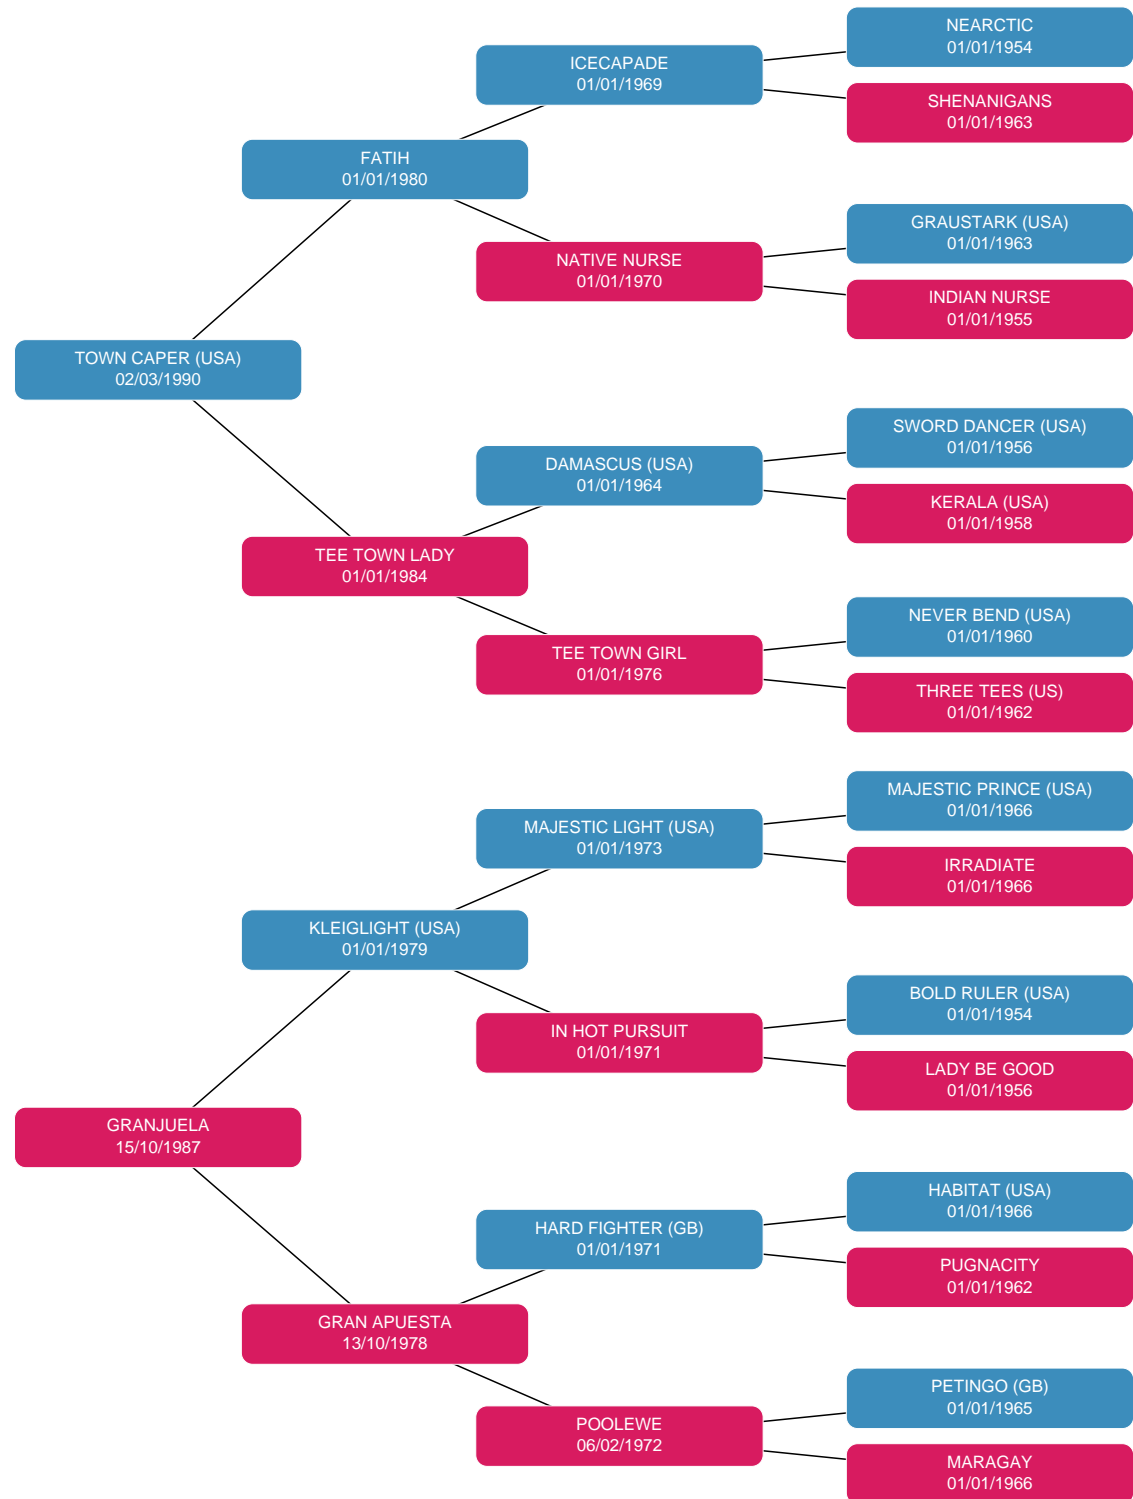 NEARCTIC
01/01/1954
ICECAPADE
01/01/1969
SHENANIGANS
01/01/1963
FATIH
01/01/1980
GRAUSTARK (USA)
01/01/1963
NATIVE NURSE
01/01/1970
INDIAN NURSE
01/01/1955
TOWN CAPER (USA)
02/03/1990
SWORD DANCER (USA)
01/01/1956
DAMASCUS (USA)
01/01/1964
KERALA (USA)
01/01/1958
TEE TOWN LADY
01/01/1984
NEVER BEND (USA)
01/01/1960
TEE TOWN GIRL
01/01/1976
THREE TEES (US)
01/01/1962
MAJESTIC PRINCE (USA)
01/01/1966
MAJESTIC LIGHT (USA)
01/01/1973
IRRADIATE
01/01/1966
KLEIGLIGHT (USA)
01/01/1979
BOLD RULER (USA)
01/01/1954
IN HOT PURSUIT
01/01/1971
LADY BE GOOD
01/01/1956
GRANJUELA
15/10/1987
HABITAT (USA)
01/01/1966
HARD FIGHTER (GB)
01/01/1971
PUGNACITY
01/01/1962
GRAN APUESTA
13/10/1978
PETINGO (GB)
01/01/1965
POOLEWE
06/02/1972
MARAGAY
01/01/1966